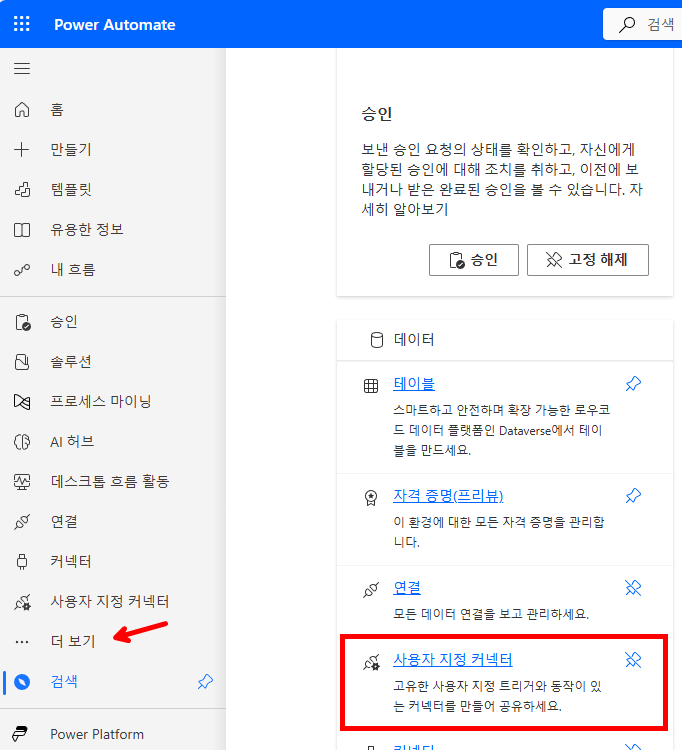 Power Automate
검색
홈
만들기
템플릿
유용한 정보
내 흐름
승인
솔루션
프로세스 마이닝
AI 허브
데스크톱 흐름 활동
연결
커넥터
사용자 지정 커넥터
더 보기
검색
Power Platform
승인
보낸 승인 요청의 상태를 확인하고, 자신에게
할당된 승인에 대해 조치를 취하고, 이전에 보
내거나 받은 완료된 승인을 볼 수 있습니다. 자
세히 알아보기
승인
고정 해제
데이터
테이블
스마트하고 안전하며 확장 가능한 로우코
드 데이터 플랫폼인 Dataverse에서 테이
블을 만드세요.
자격 증명(프리뷰)
이 환경에 대한 모든 자격 증명을 관리합
니다.
연결
모든 데이터 연결을 보고 관리하세요.
사용자 지정 커넥터
고유한 사용자 지정 트리거와 동작이 있
는 커넥터를 만들어 공유하세요.